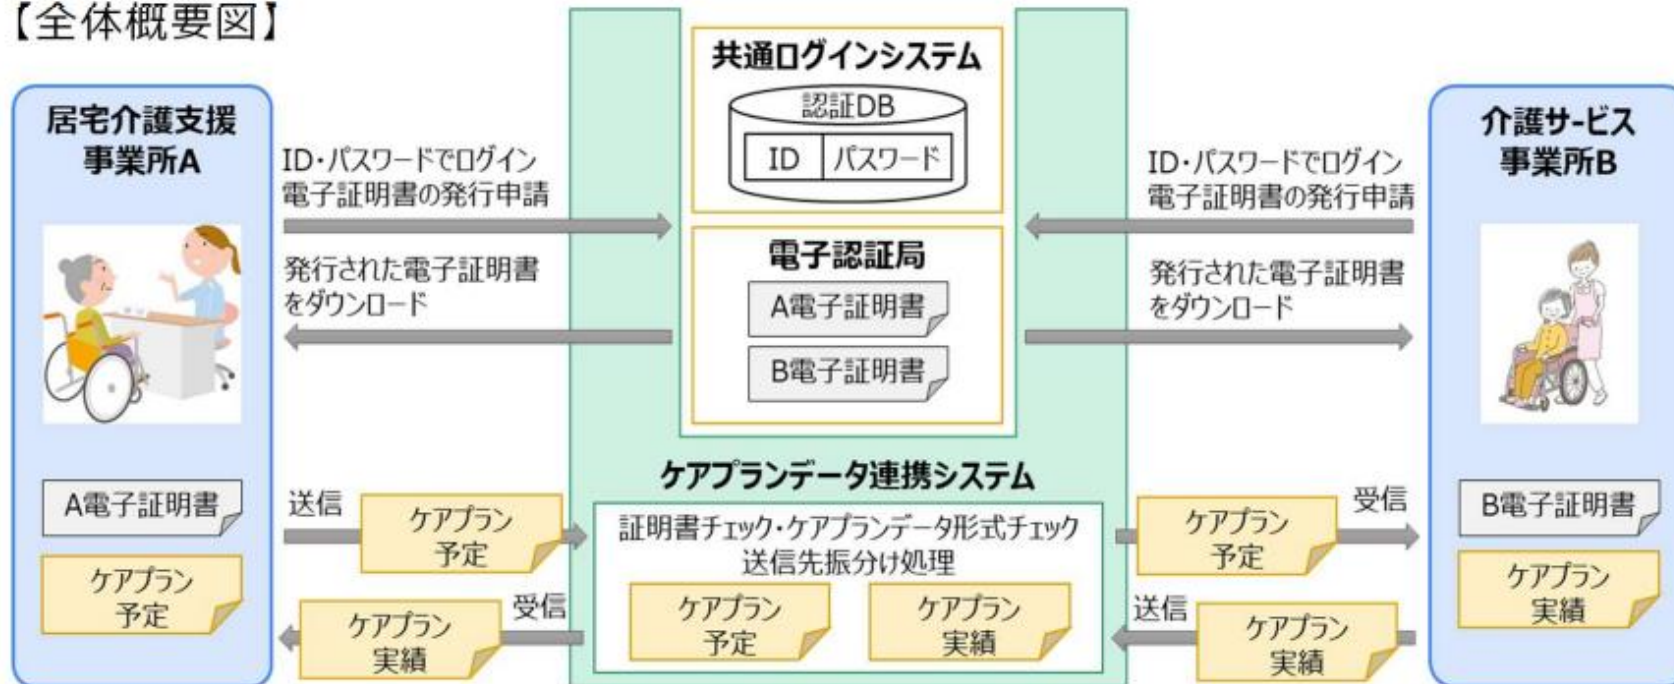 【全体概要図】
居宅介護支援
事業所A
ID・パスワードでログイン
電子証明書の発行申請
発行された電子証明書
をダウンロード
A電子証明書
ケアプラン
予定
送信
ケアプラン
予定
受信
ケアプラン
実績
共通ログインシステム
認証DB
ID
パスワード
電子認証局
A電子証明書
B電子証明書
ケアプランデータ連携システム
証明書チェック・ケアプランデータ形式チェック
送信先振分け処理
ケアプラン
予定
ケアプラン
実績
ID・パスワードでログイン
電子証明書の発行申請
発行された電子証明書
をダウンロード
ケアプラン
予定
受信
送信
ケアプラン
実績
介護サービス
事業所B
B電子証明書
ケアプラン
実績